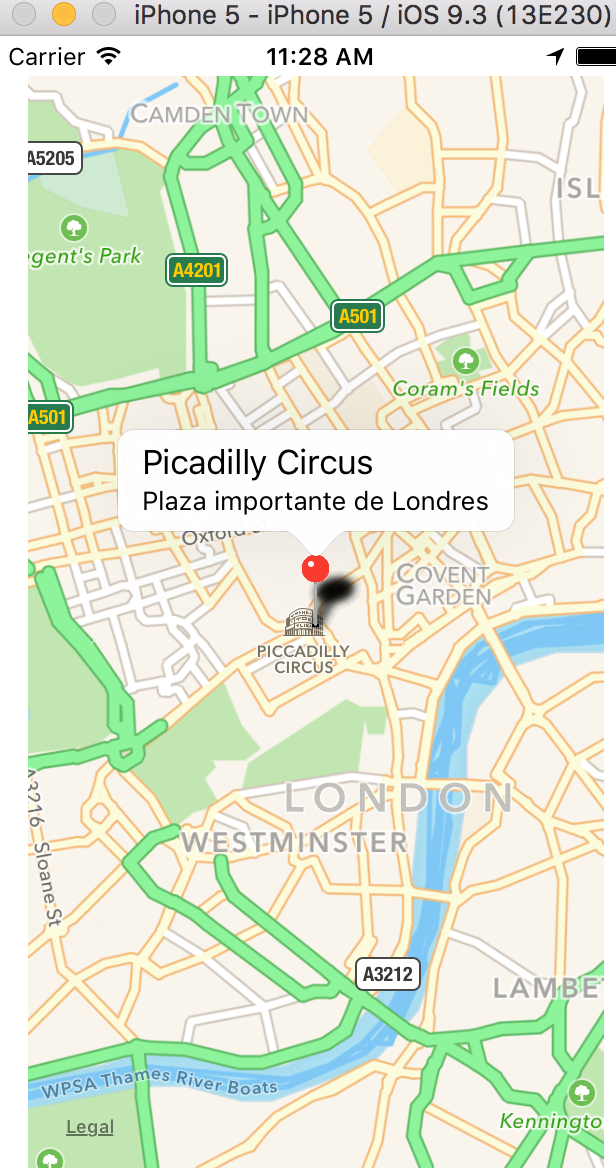 iPhone 5 - iPhone 5 / iOS 9.3 (13E230)
Carrier 11:28 AM
CAMDEN TOWN
A5205
ISL
egent's Park
A4201
A501
Coram's Fields
A501
Picadilly Circus
Plaza importante de Londres
Oxford S
COVENT
GARDEN
PICCADILLY
CIRCUS
A3216
Sloane St
LONDON
WESTMINSTER
A3212
LAMBE
WPSA Thames River Boats
Legal
Kenningto